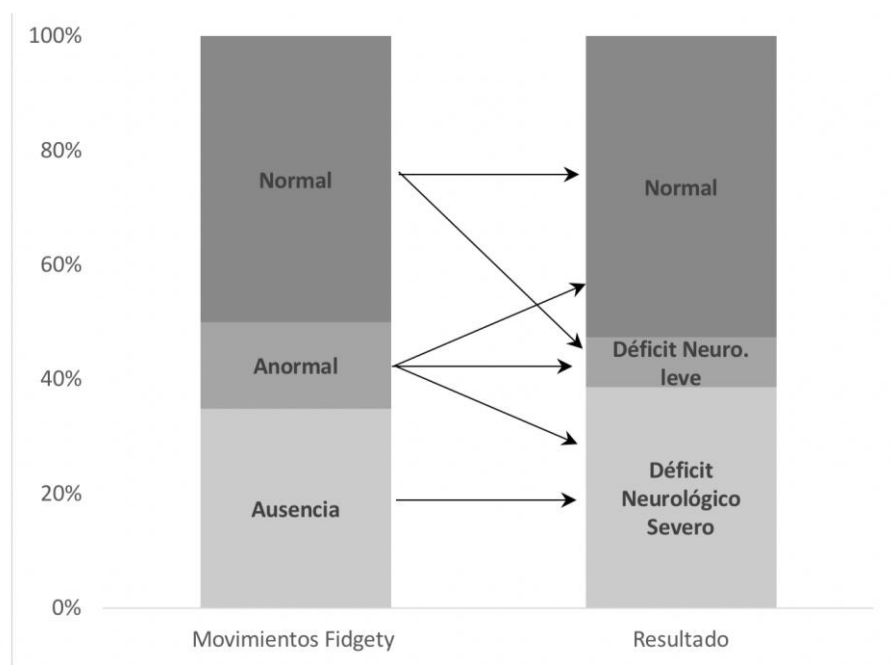 100%
80%
60%
40%
20%
0%
Normal
Anormal
Ausencia
Normal
Déficit Neuro.
leve
Déficit
Neurológico
Severo
Movimientos Fidgety
Resultado